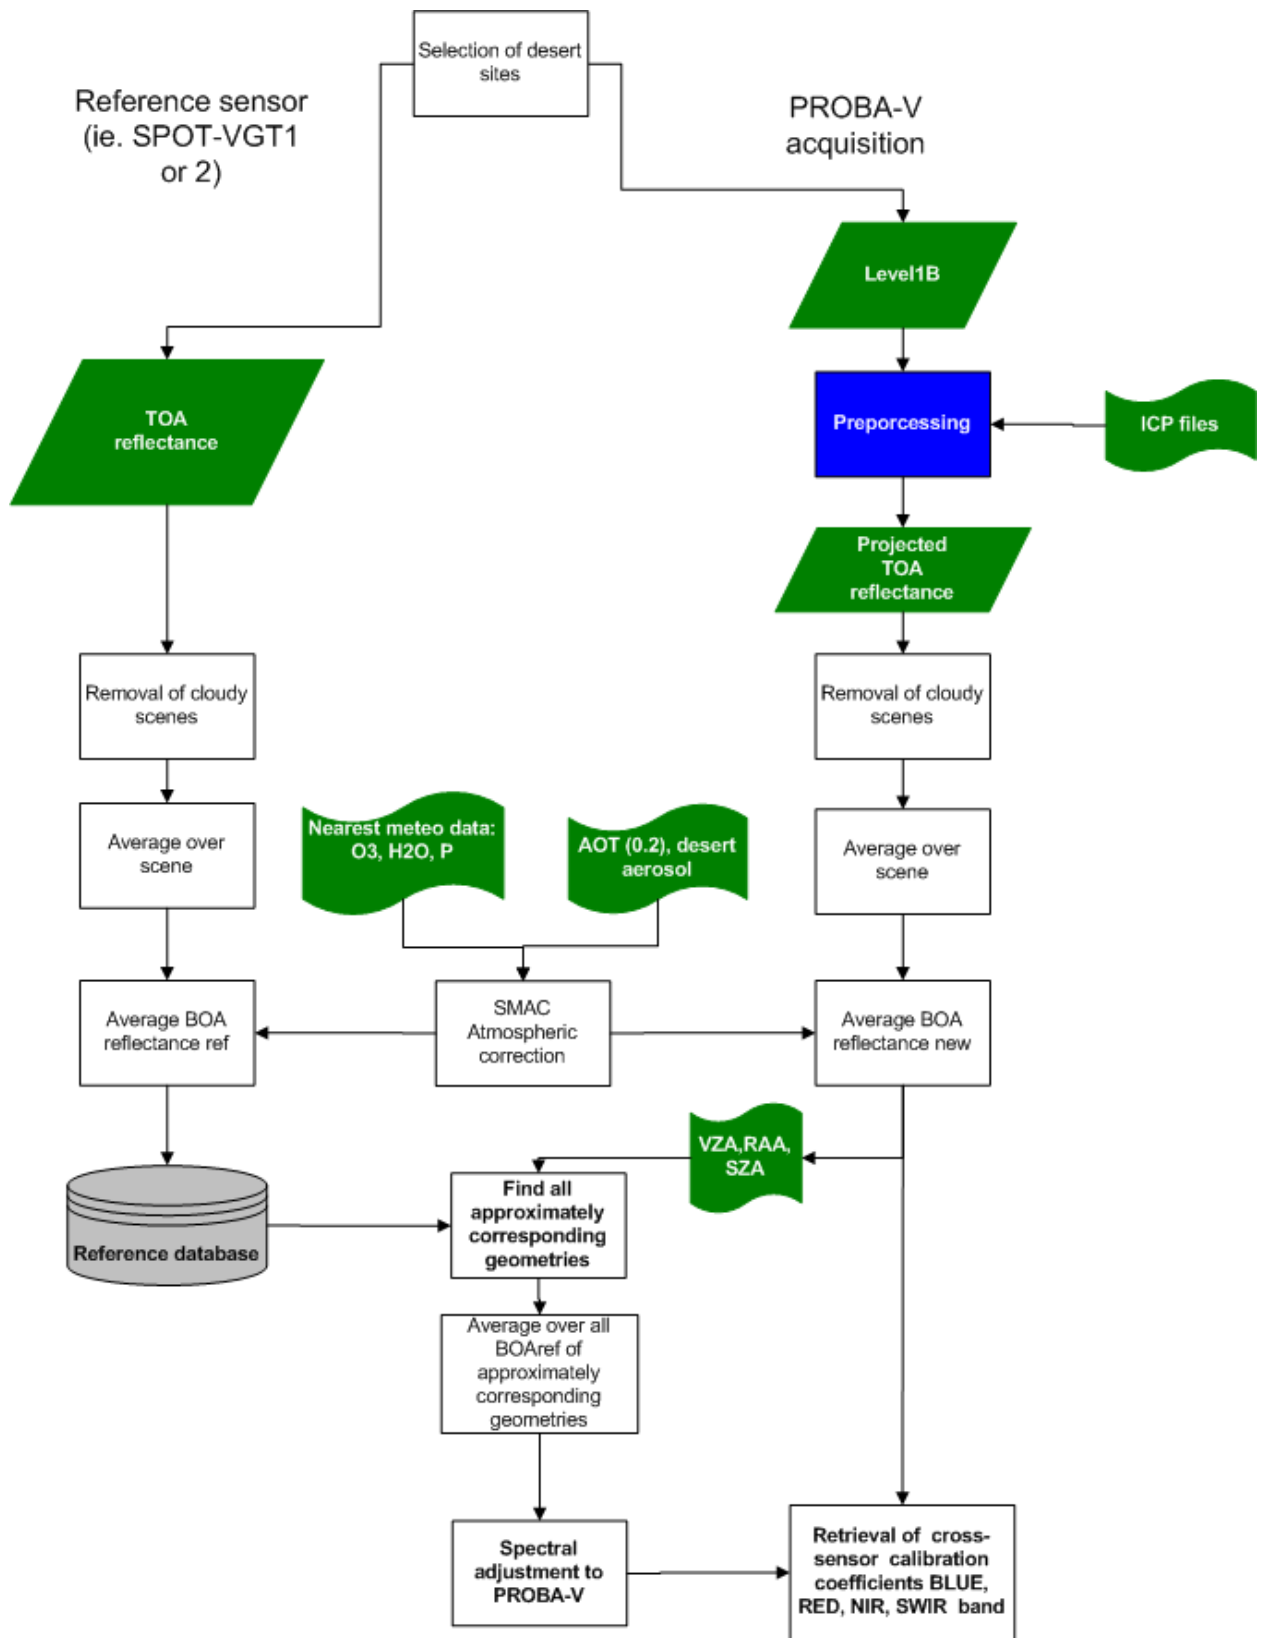 Selection of desert
sites
Reference sensor
(ie. SPOT-VGT1
or 2)
PROBA-V
acquisition
Level1B
TOA
reflectance
Preporcessing
ICP files
Projected
TOA
reflectance
Removal of cloudy
scenes
Removal of cloudy
scenes
Average over
scene
Nearest meteo data:
O3, H2O, P
AOT (0.2), desert
aerosol
Average over
scene
Average BOA
reflectance ref
SMAC
Atmospheric
correction
Average BOA
reflectance new
VZA,RAA,
SZA
Reference database
Find all
approximately
corresponding
geometries
Average over all
BOAref of
approximately
corresponding
geometries
Spectral
adjustment to
PROBA-V
Retrieval of cross-
sensor calibration
coefficients BLUE,
RED, NIR, SWIR band